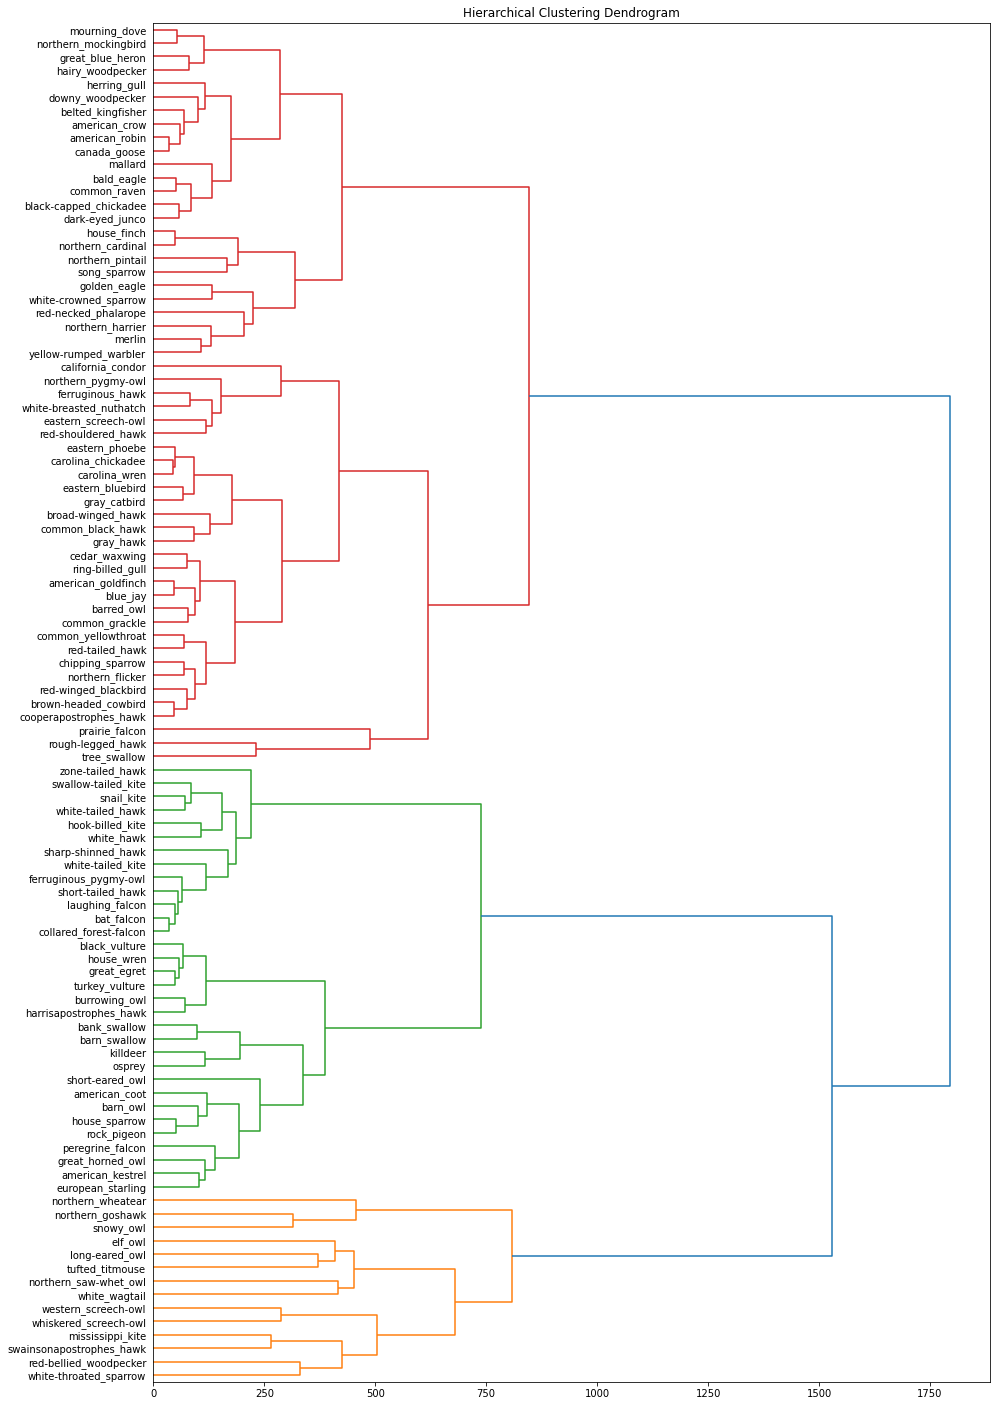 Hierarchical Clustering Dendrogram
mourning_dove
northern_mockingbird
great_blue_heron
hairy_woodpecker
herring_gull
downy_woodpecker
belted_kingfisher
american_crow
american_robin
canada_goose
mallard
bald_eagle
common_raven
black-capped_chickadee
dark-eyed_junco
house_finch
northern_cardinal
northern_pintail
song_sparrow
golden_eagle
white-crowned_sparrow
red-necked_phalarope
northern_harrier
merlin
yellow-rumped_warbler
california_condor
northern_pygmy-owl
ferruginous_hawk
white-breasted_nuthatch
eastern_screech-owl
red-shouldered_hawk
eastern_phoebe
carolina_chickadee
carolina_wren
eastern_bluebird
gray_catbird
broad-winged_hawk
common_black_hawk
gray_hawk
cedar_waxwing
ring-billed_gull
american_goldfinch
blue_jay
barred_owl
common_grackle
common_yellowthroat
red-tailed_hawk
chipping_sparrow
northern_flicker
red-winged_blackbird
brown-headed_cowbird
cooperapostrophes_hawk
prairie_falcon
rough-legged_hawk
tree_swallow
zone-tailed_hawk
swallow-tailed_kite
snail_kite
white-tailed_hawk
hook-billed_kite
white_hawk
sharp-shinned_hawk
white-tailed_kite
ferruginous_pygmy-owl
short-tailed_hawk
laughing_falcon
bat_falcon
collared_forest-falcon
black_vulture
house_wren
great_egret
turkey_vulture
burrowing_owl
harrisapostrophes_hawk
bank_swallow
barn_swallow
killdeer
osprey
short-eared_owl
american_coot
barn_owl
house_sparrow
rock_pigeon
peregrine_falcon
great_horned_owl
american_kestrel
european_starling
northern_wheatear
northern_goshawk
snowy_owl
elf_owl
long-eared_owl
tufted_titmouse
northern_saw-whet_owl
white_wagtail
western_screech-owl
whiskered_screech-owl
mississippi_kite
swainsonapostrophes_hawk
red-bellied_woodpecker
white-throated_sparrow
0 250 500 750 1000 1250 1500 1750